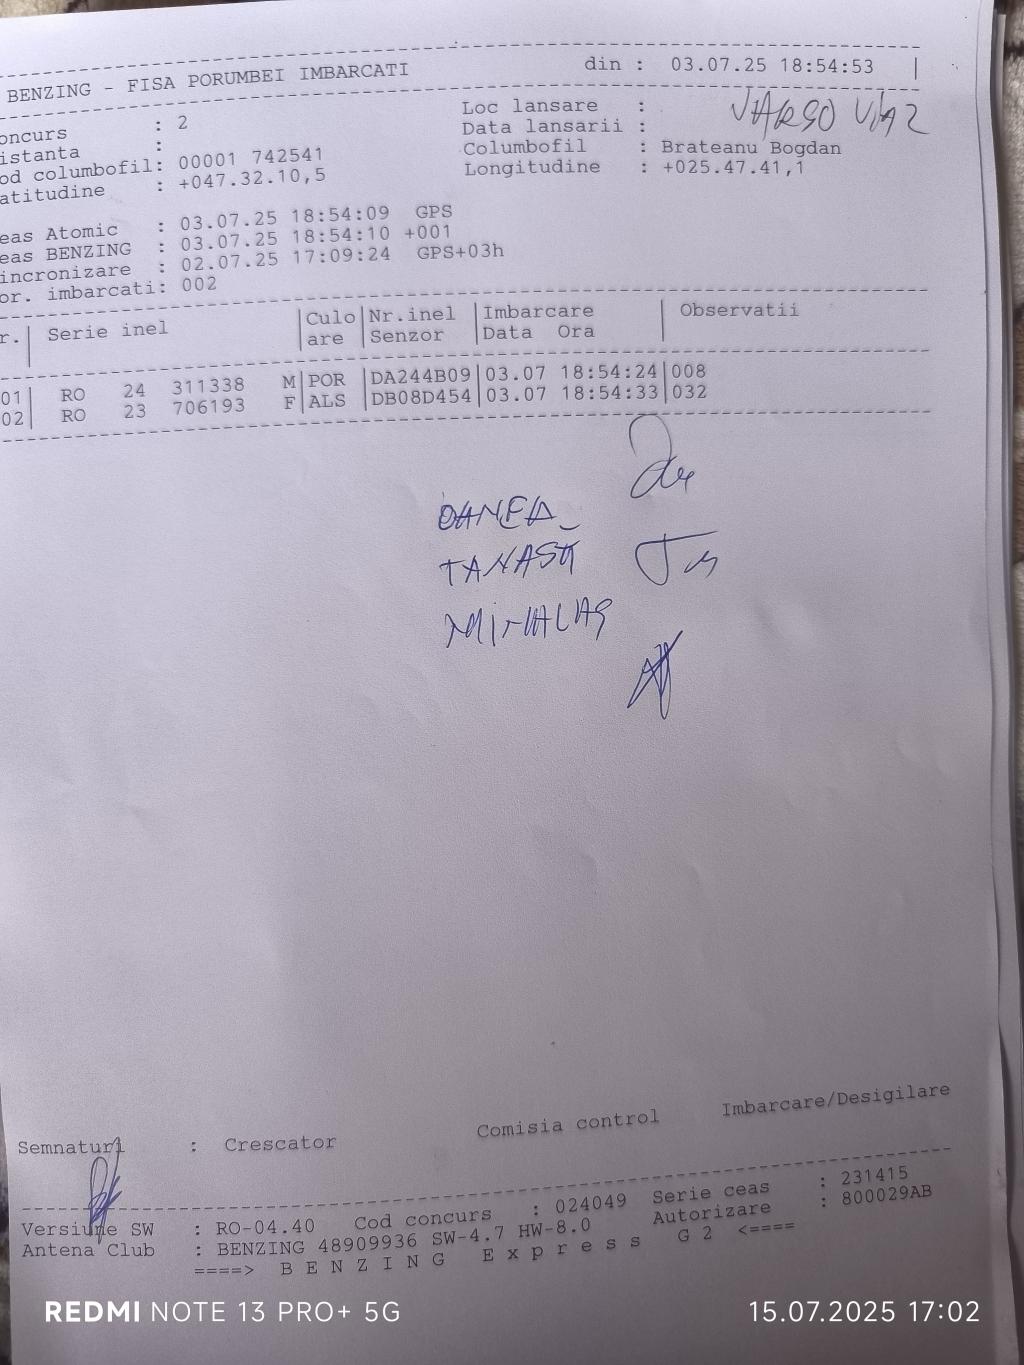 BENZING - FISA PORUMBEI IMBARCATI din : 03.07.25 18:54:53
oncurs : 2 Loc lansare :
istanta : Data lansarii :
od columbofil: 00001 742541 Columbofil : Brateanu Bogdan
atitudine : +047.32.10,5 Longitudine : +025.47.41,1
eas Atomic : 03.07.25 18:54:09 GPS
eas BENZING : 03.07.25 18:54:10 +001
incronizare : 02.07.25 17:09:24 GPS+03h
or. imbarcati: 002
r. Serie inel Culo Nr.inel Imbarcare Observatii
are Senzor Data Ora
01 RO 24 311338 M POR DA244B09 03.07 18:54:24 008
02 RO 23 706193 F ALS DB08D454 03.07 18:54:33 032
TANASĂ
Semnaturi : Crescator Comisia control Imbarcare/Desigilare
Versiune SW : RO-04.40 Cod concurs : 024049 Serie ceas : 231415
Antena Club : BENZING 48909936 SW-4.7 HW-8.0 Autorizare : 800029AB
====> B E N Z I N G E x p r e s s G 2 <====
REDMI NOTE 13 PRO+ 5G 15.07.2025 17:02